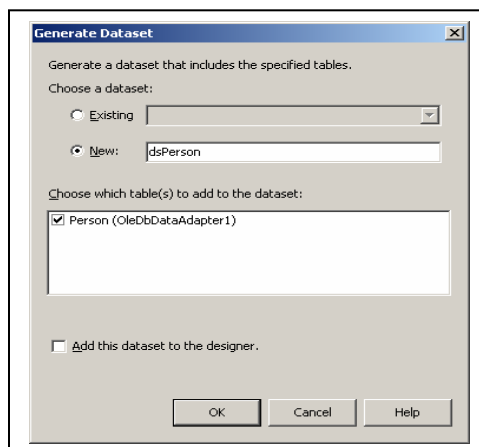 Generate Dataset
Generate a dataset that includes the specified tables.
Choose a dataset:
Existing
New: dsPerson
Choose which table(s) to add to the dataset:
Person (OleDbDataAdapter1)
Add this dataset to the designer.
OK Cancel Help